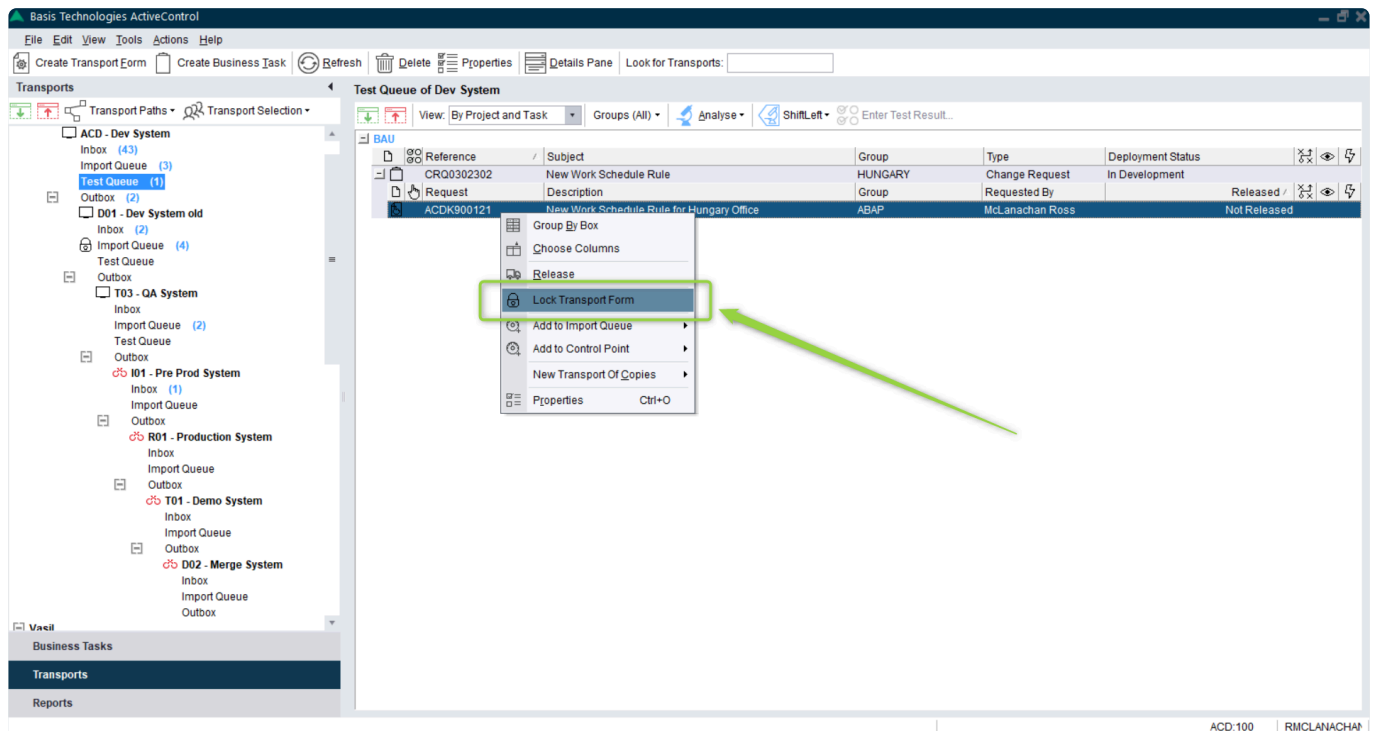 Basis Technologies ActiveControl
File Edit View Tools Actions Help
Create Transport Form Create Business Task Refresh Delete Properties Details Pane Look for Transports:
Transports
Transport Paths Transport Selection
ACD - Dev System
Inbox (43)
Import Queue (3)
Test Queue (1)
Outbox (2)
D01 - Dev System old
Inbox (2)
Import Queue (4)
Test Queue
Outbox
T03 - QA System
Inbox
Import Queue (2)
Test Queue
Outbox
I01 - Pre Prod System
Inbox (1)
Import Queue
Outbox
R01 - Production System
Inbox
Import Queue
Outbox
T01 - Demo System
Inbox
Import Queue
Outbox
D02 - Merge System
Inbox
Import Queue
Outbox
Vasil
Business Tasks
Transports
Reports
Test Queue of Dev System
View: By Project and Task Groups (All) Analyse ShiftLeft Enter Test Result...
BAU
Reference / Subject Group Type Deployment Status
CRQ0302302 New Work Schedule Rule HUNGARY Change Request In Development
Request Description Group Requested By Released /
ACDK900121 New Work Schedule Rule for Hungary Office ABAP McLanachan Ross Not Released
Group By Box
Choose Columns
Release
Lock Transport Form
Add to Import Queue
Add to Control Point
New Transport Of Copies
Properties Ctrl+O
ACD:100 RMCLANACHAN